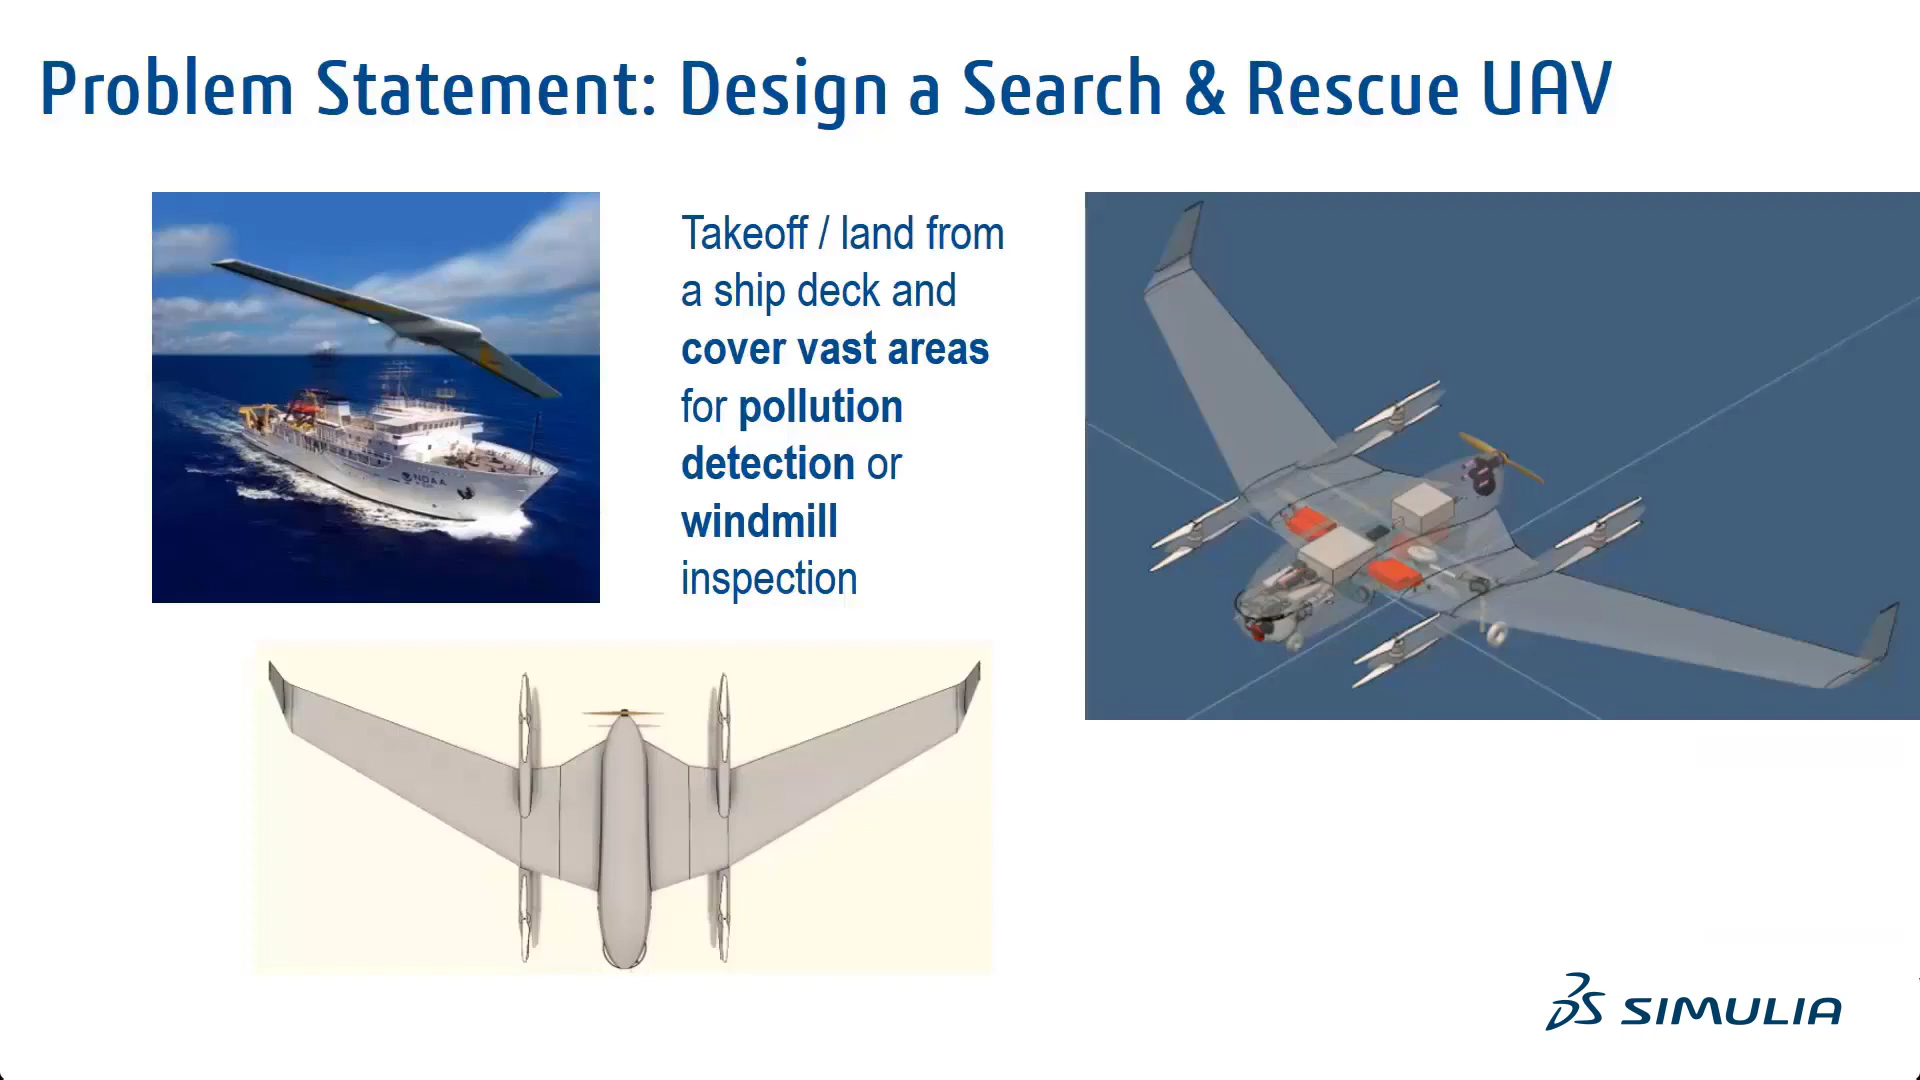 Problem Statement: Design a Search & Rescue UAV
Takeoff / land from
a ship deck and
cover vast areas
for pollution
detection or
windmill
inspection
NOAA
SIMULIA